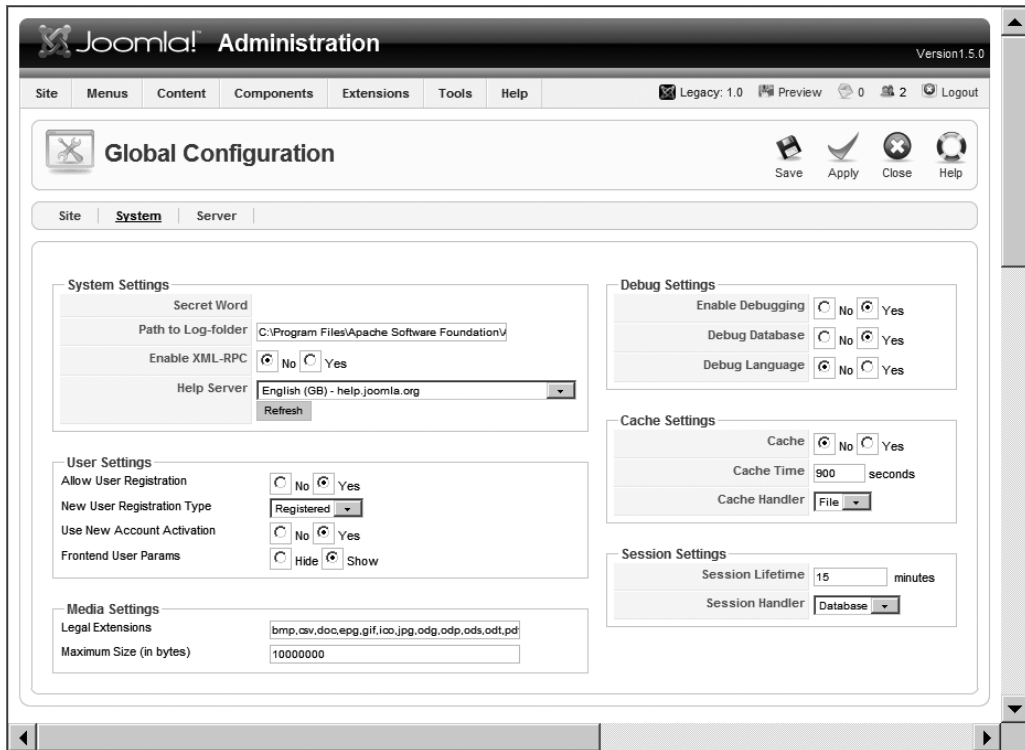 Joomla! Administration
Version1.5.0
Site Menus Content Components Extensions Tools Help Legacy: 1.0 Preview 0 2 Logout
Global Configuration
Save Apply Close Help
Site System Server
System Settings
Secret Word
Path to Log-folder C:\Program Files\Apache Software Foundation\
Enable XML-RPC No Yes
Help Server English (GB) - help.joomla.org
Refresh
User Settings
Allow User Registration No Yes
New User Registration Type Registered
Use New Account Activation No Yes
Frontend User Params Hide Show
Media Settings
Legal Extensions bmp,csv,doc,epg,gif,ico,jpg,odg,odp,ods,odt,pd
Maximum Size (in bytes) 10000000
Debug Settings
Enable Debugging No Yes
Debug Database No Yes
Debug Language No Yes
Cache Settings
Cache No Yes
Cache Time 900 seconds
Cache Handler File
Session Settings
Session Lifetime 15 minutes
Session Handler Database